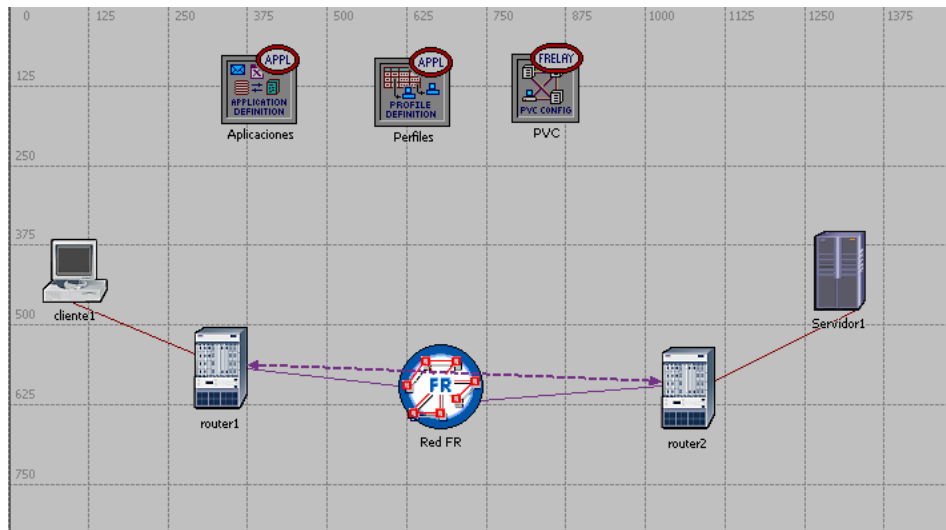 0 125 250 375 500 625 750 875 1000 1125 1250 1375
APPL
APPL
FRELAY
125
APPLICATION
DEFINITION
PROFILE
DEFINITION
PVC CONFIG
Aplicaciones
Perfiles
PVC
250
375
cliente1
Servidor1
500
FR
625
router1
Red FR
router2
750